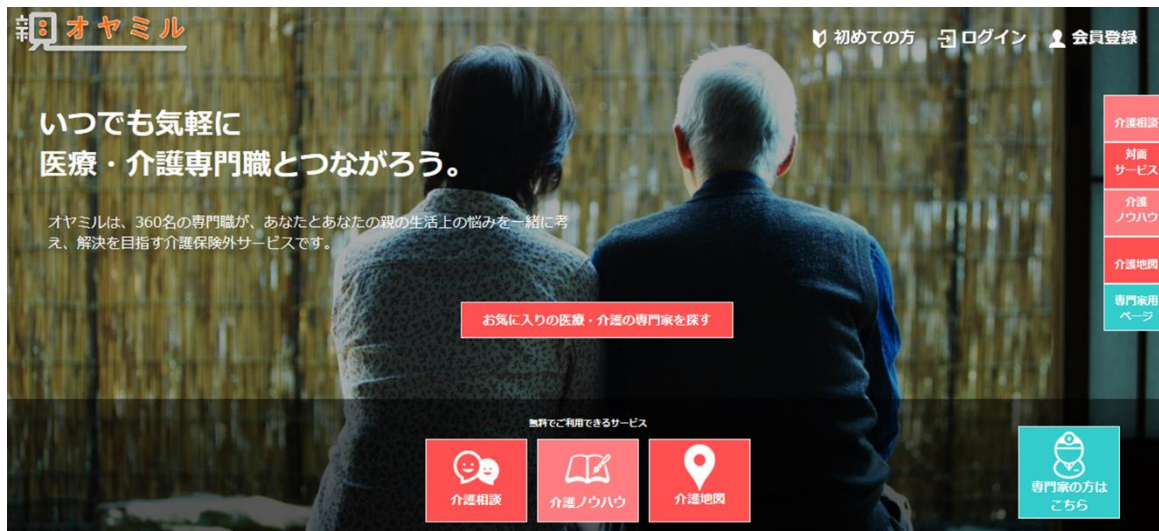 親 オヤミル
初めての方 ログイン 会員登録
いつでも気軽に
医療・介護専門職とつながろう。
オヤミルは、360名の専門職が、あなたとあなたの親の生活上の悩みを一緒に考
え、解決を目指す介護保険外サービスです。
お気に入りの医療・介護の専門家を探す
介護相談
対面
サービス
介護
ノウハウ
介護地図
専門家用
ページ
無料でご利用できるサービス
介護相談
介護ノウハウ
介護地図
専門家の方は
こちら